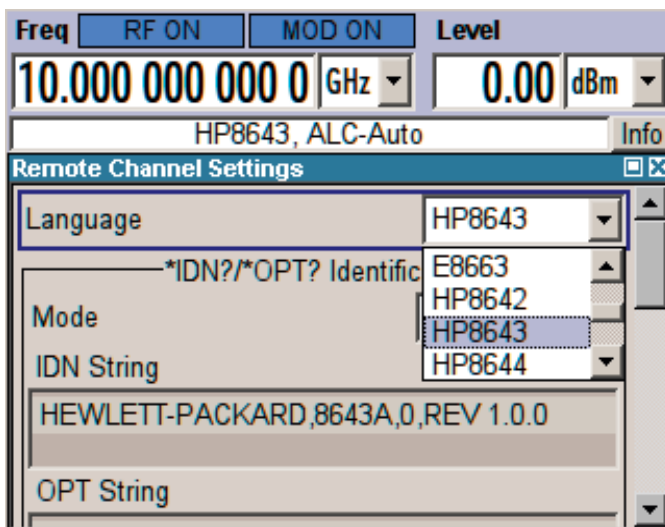 Freq RF ON MOD ON Level
10.000 000 000 0 GHz 0.00 dBm
HP8643, ALC-Auto Info
Remote Channel Settings
Language HP8643
*IDN?/*OPT? Identific E8663
HP8642
Mode HP8643
IDN String HP8644
HEWLETT-PACKARD,8643A,0,REV 1.0.0
OPT String